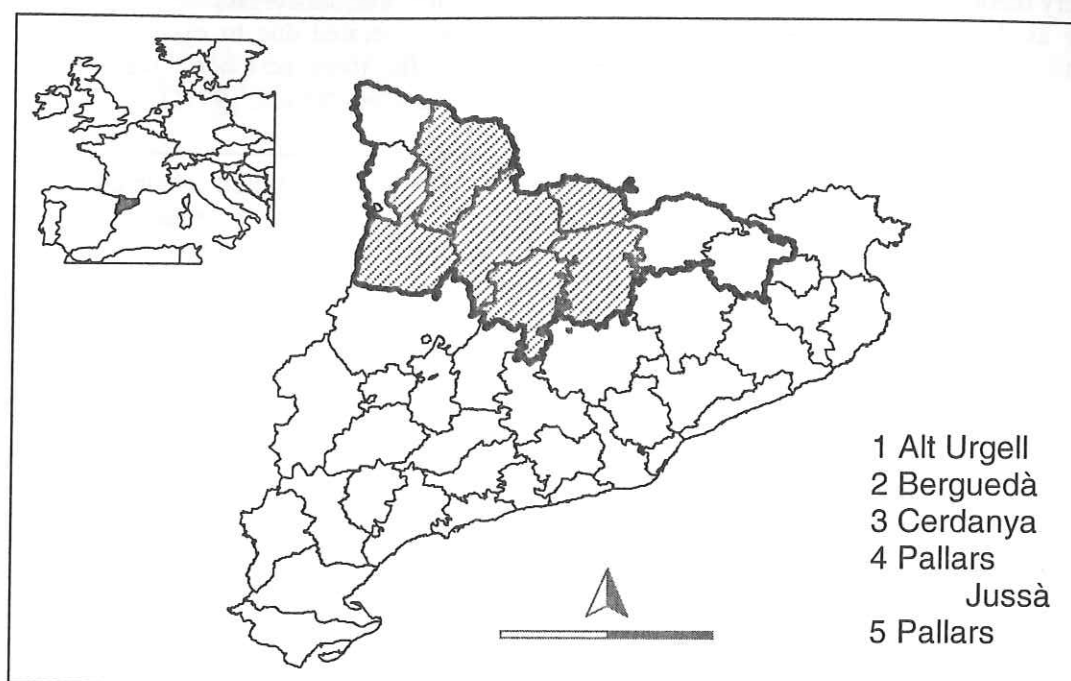 1 Alt Urgell
2 Berguedà
3 Cerdanya
4 Pallars
Jussà
5 Pallars